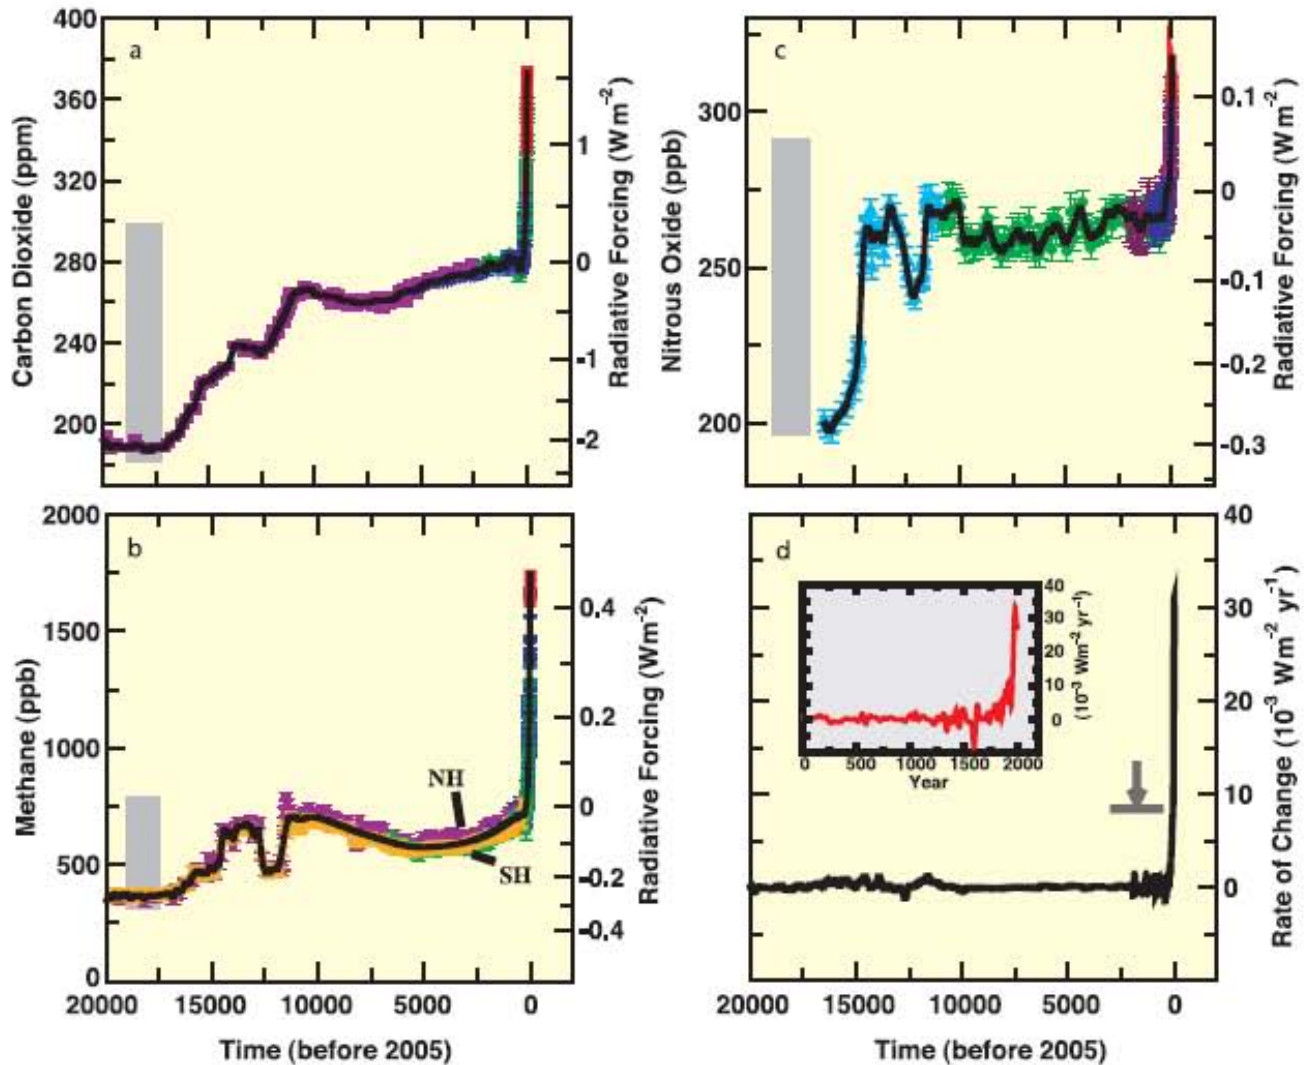 a
Carbon Dioxide (ppm)
400
360
320
280
240
200
1
0
-1
-2
Radiative Forcing (Wm−2)
c
Nitrous Oxide (ppb)
300
250
200
0.1
0
-0.1
-0.2
-0.3
Radiative Forcing (Wm−2)
b
Methane (ppb)
2000
1500
1000
500
0
NH
SH
0.4
0.2
0
-0.2
-0.4
Radiative Forcing (Wm−2)
20000 15000 10000 5000 0
Time (before 2005)
d
40
30
20
10
0
(10−3 Wm−2 yr−1)
0 500 1000 1500 2000
Year
40
30
20
10
0
Rate of Change (10−3 Wm−2 yr−1)
20000 15000 10000 5000 0
Time (before 2005)